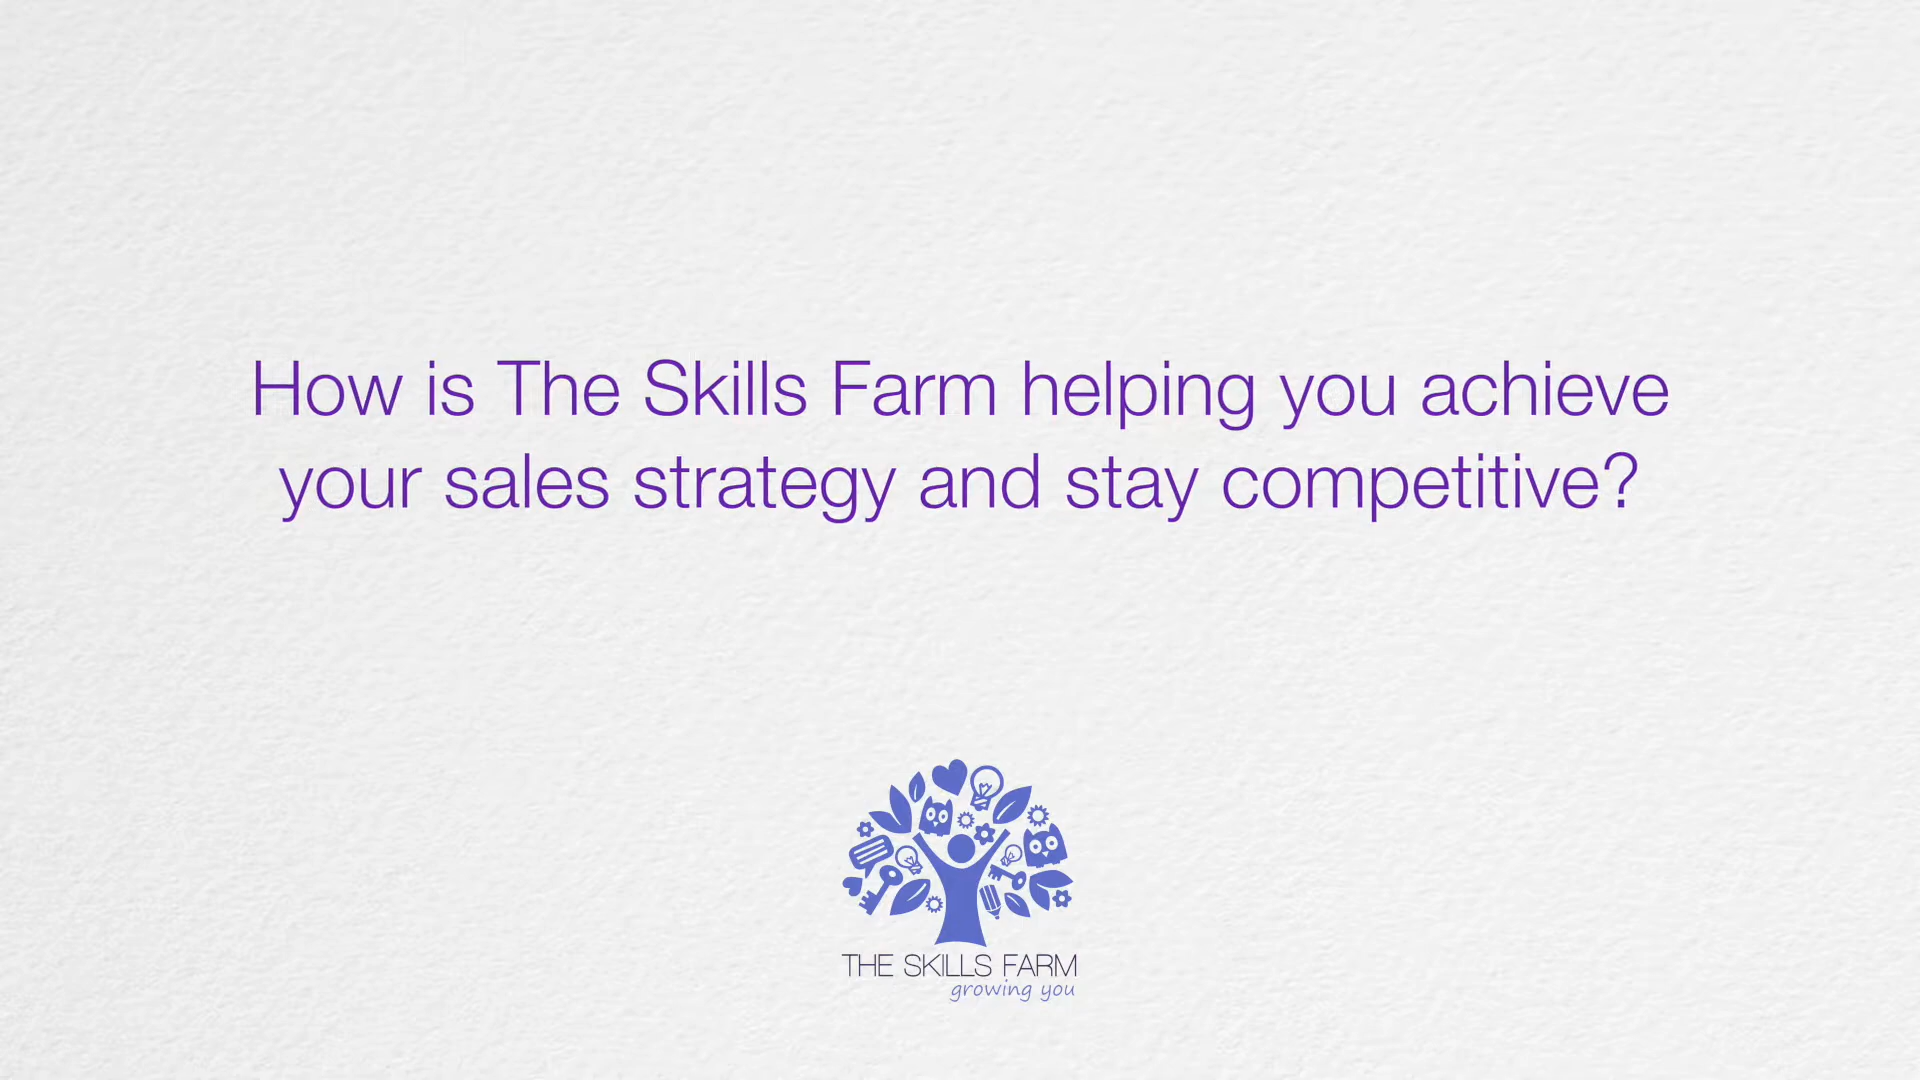 How is The Skills Farm helping you achieve
your sales strategy and stay competitive?
THE SKILLS FARM
growing you